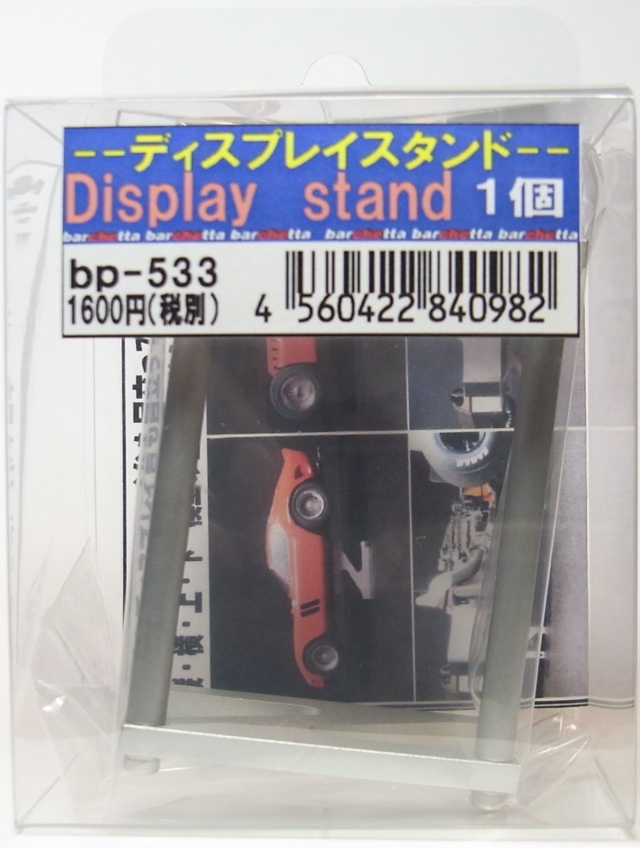 --ディスプレイスタンド--
Display stand 1個
barchetta barchetta barchetta barchetta barchetta barchetta
bp-533
1600円(税別)
4 560422 840982